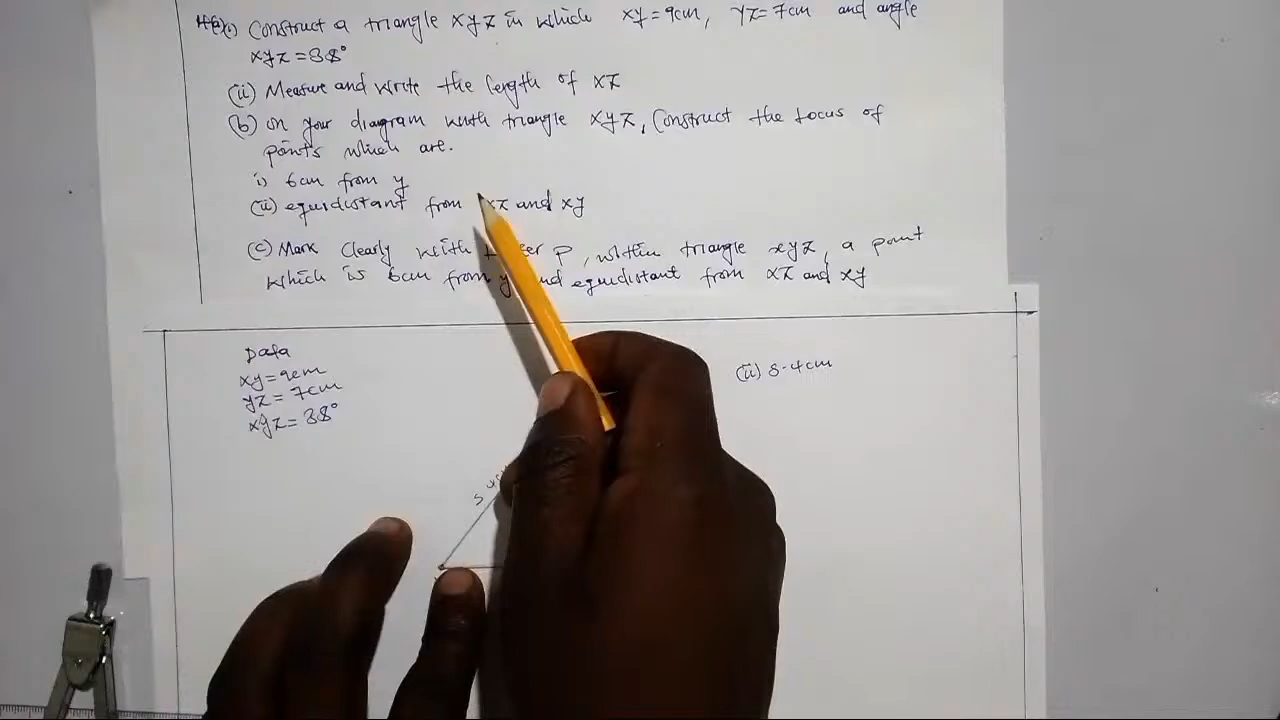 Construct a triangle xyz in which xy=9cm, yz=7cm and angle
xyz=38°
(ii) Measure and write the length of xz
(b) on your diagram with triangle xyz, Construct the locus of
points which are.
i) 6cm from y
(ii) equidistant from xz and xy
(c) Mark clearly with P, within triangle xyz, a point
which is 6cm from y and equidistant from xz and xy
Data
xy=9cm
yz=7cm
xyz=38°
(ii) 5.4cm